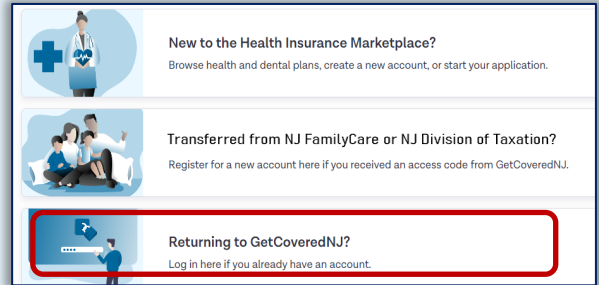 New to the Health Insurance Marketplace?
Browse health and dental plans, create a new account, or start your application.
Transferred from NJ FamilyCare or NJ Division of Taxation?
Register for a new account here if you received an access code from GetCoveredNJ.
Returning to GetCoveredNJ?
Log in here if you already have an account.